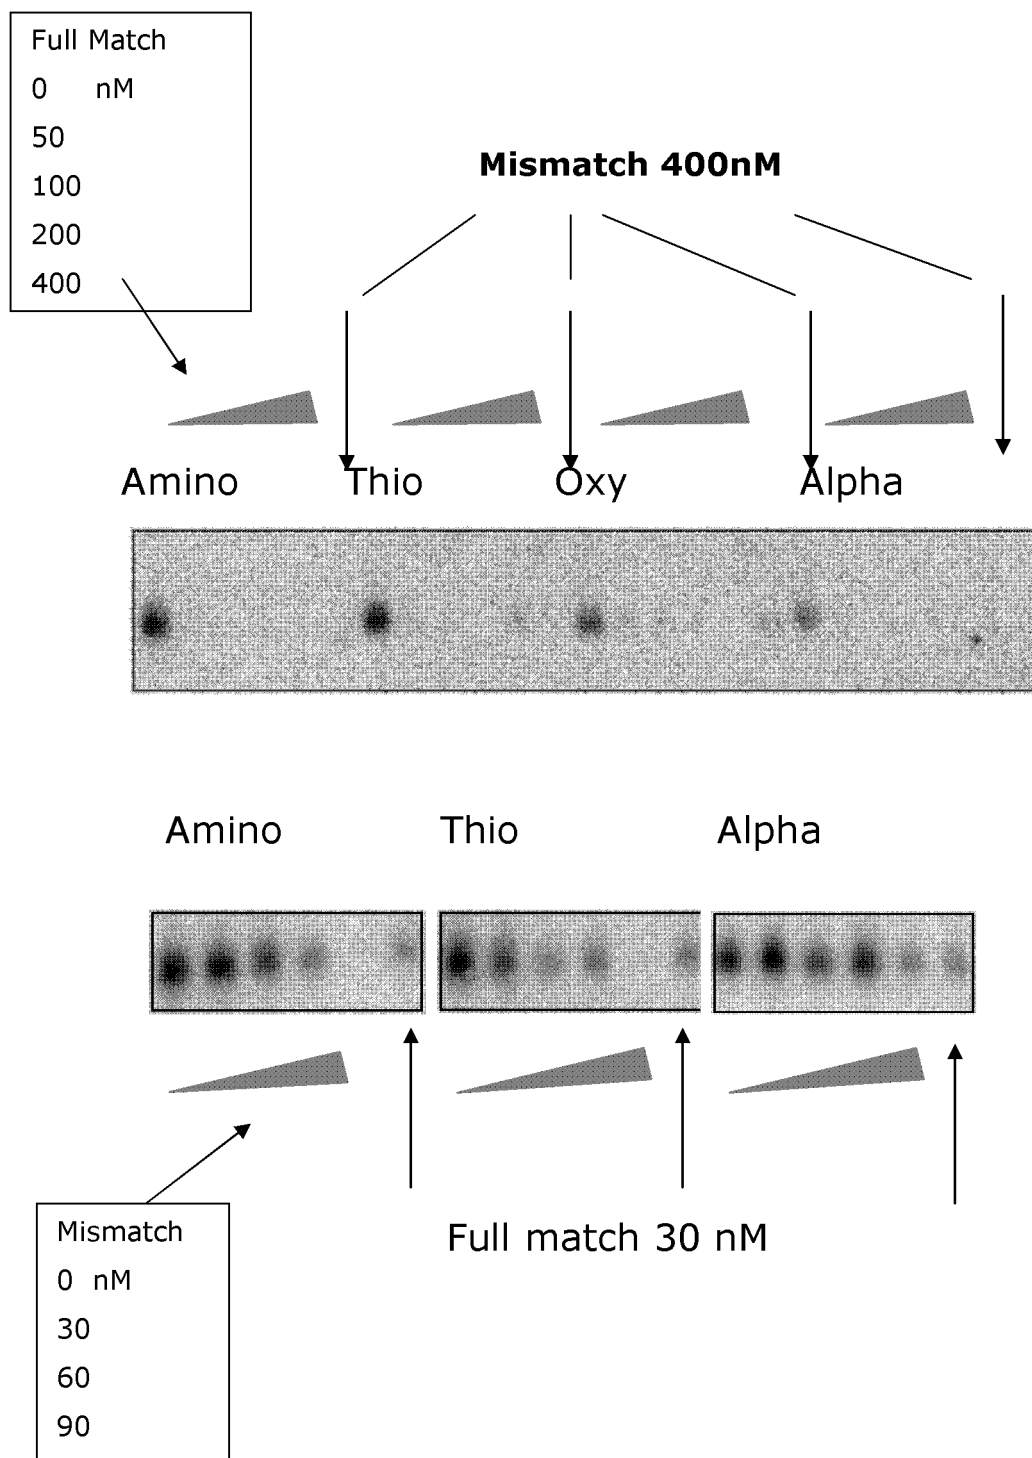 Full Match
0 nM
50
100
200
400
Mismatch 400nM
Amino Thio Oxy Alpha
Amino Thio Alpha
Full match 30 nM
Mismatch
0 nM
30
60
90